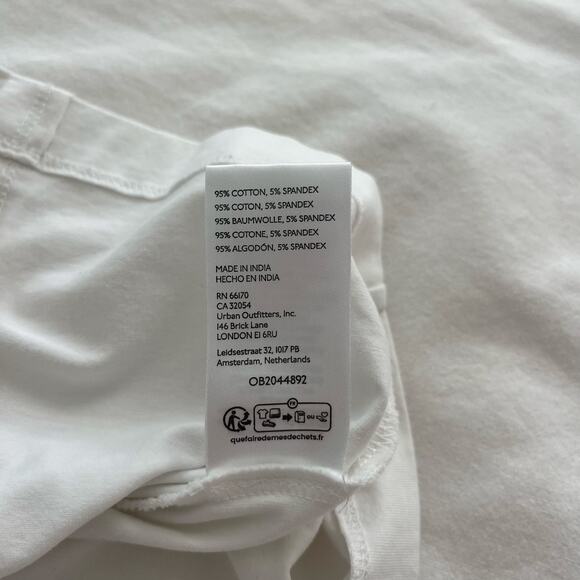 95% COTTON, 5% SPANDEX
95% COTON, 5% SPANDEX
95% BAUMWOLLE, 5% SPANDEX
95% COTONE, 5% SPANDEX
95% ALGODÓN, 5% SPANDEX
MADE IN INDIA
HECHO EN INDIA
RN 66170
CA 32054
Urban Outfitters, Inc.
146 Brick Lane
LONDON E1 6RU
Leidsestraat 32, 1017 PB
Amsterdam, Netherlands
OB2044892
FR
OU
quefairedemesdechets.fr